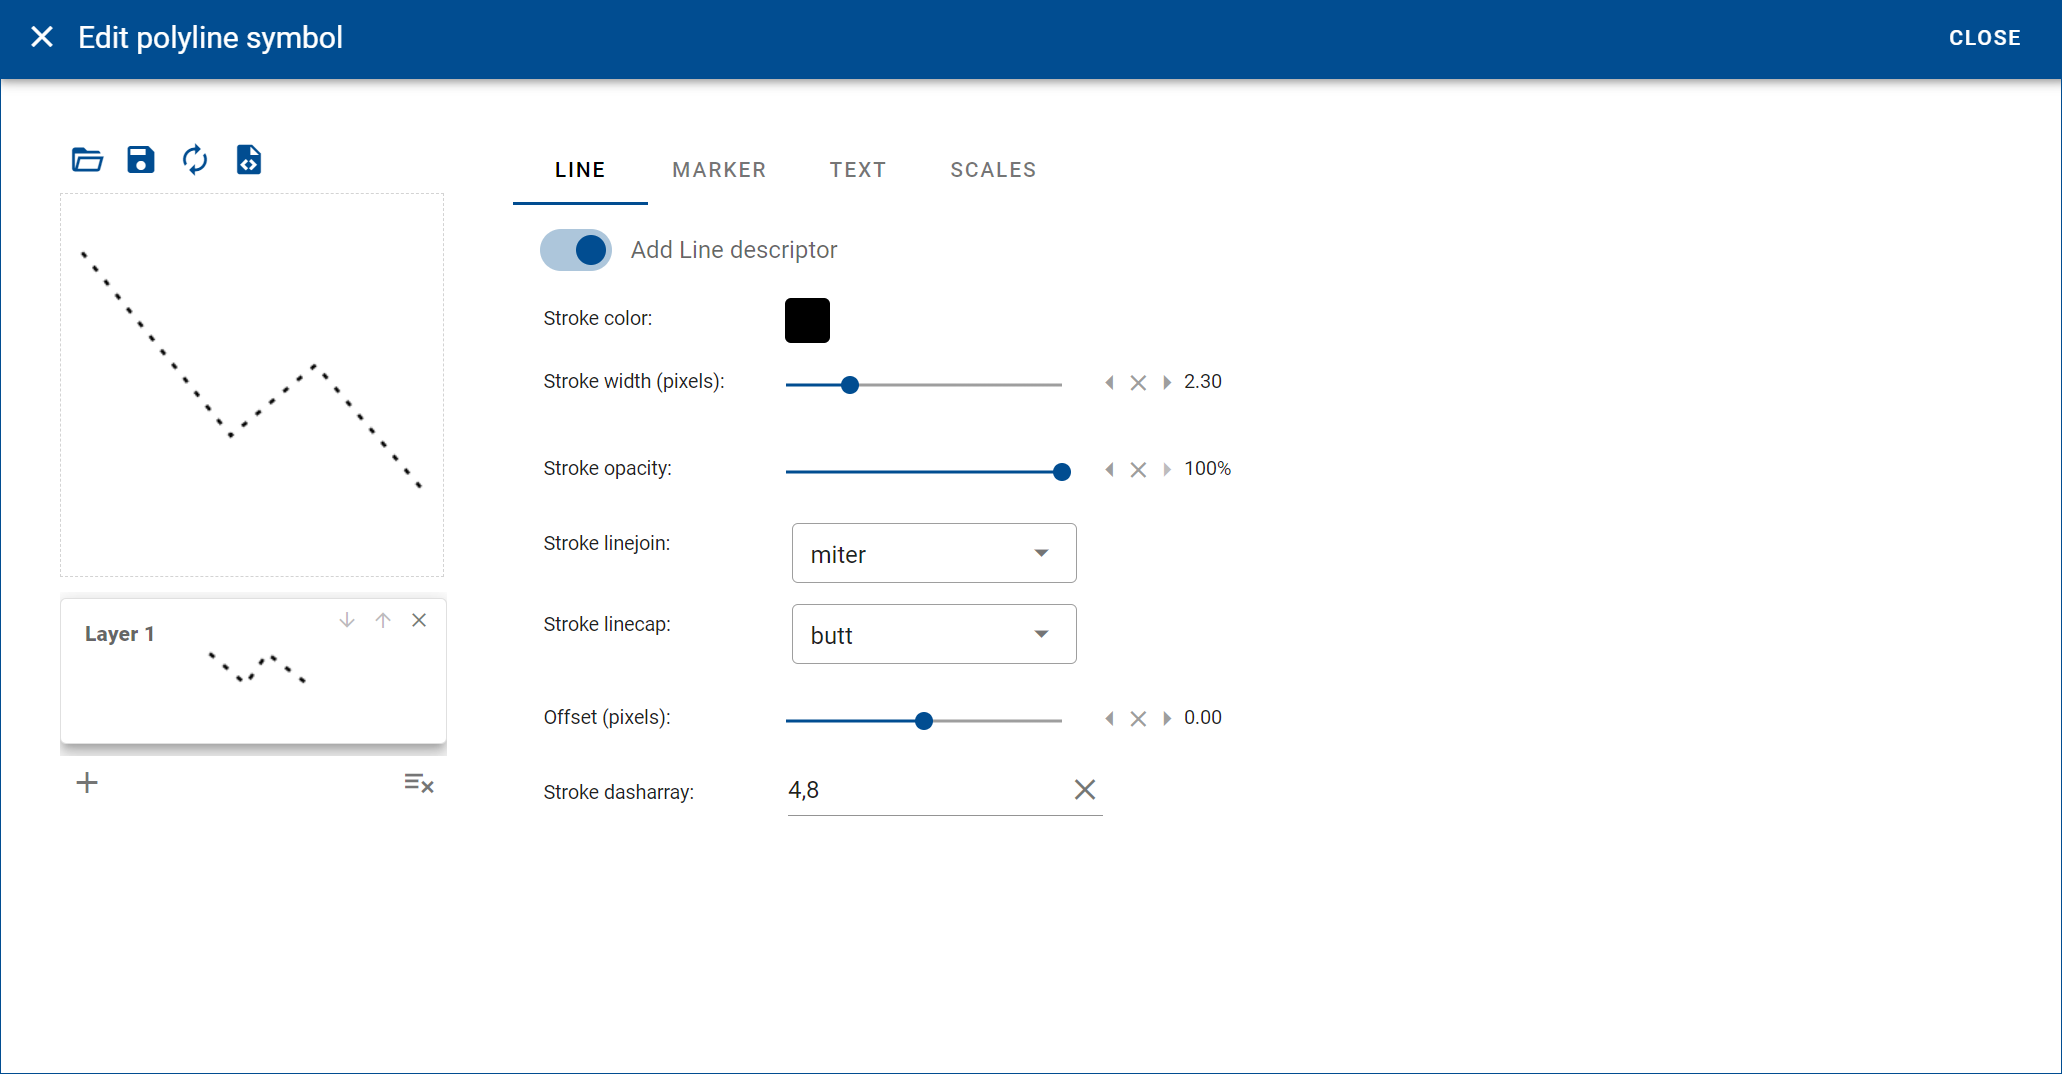 Edit polyline symbol
CLOSE
LINE MARKER TEXT SCALES
Add Line descriptor
Stroke color:
Stroke width (pixels): 2.30
Stroke opacity: 100%
Stroke linejoin: miter
Layer 1
Stroke linecap: butt
Offset (pixels): 0.00
Stroke dasharray: 4,8